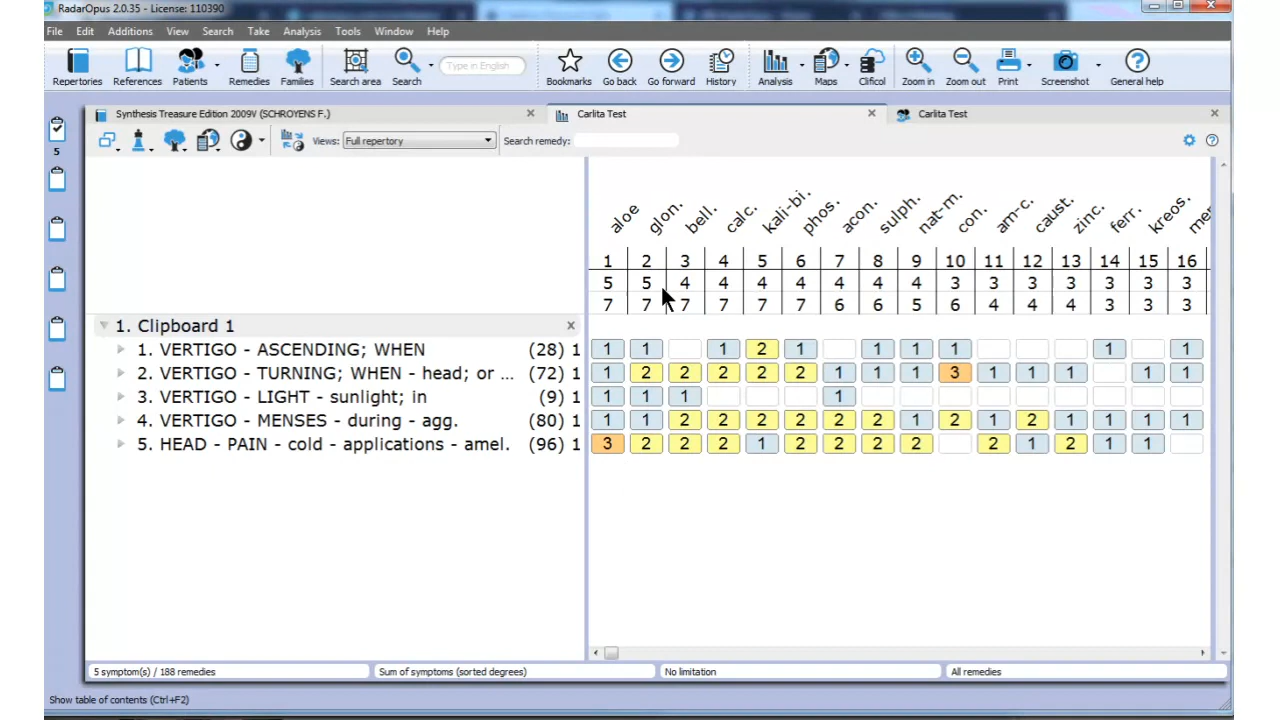 RadarOpus 2.0.35 - License: 110390
File Edit Additions View Search Take Analysis Tools Window Help
Repertories References Patients Remedies Families Search area Search Type in English Bookmarks Go back Go forward History Analysis Maps Clificol Zoom in Zoom out Print Screenshot General help
Synthesis Treasure Edition 2009V (SCHROYENS F.) Carlita Test Carlita Test
5 Views: Full repertory Search remedy:
aloe glon. bell. calc. kali-bi. phos. acon. sulph. nat-m. con. am-c. caust. zinc. ferr. kreos.
1 2 3 4 5 6 7 8 9 10 11 12 13 14 15 16
5 5 4 4 4 4 4 4 4 3 3 3 3 3 3 3
7 7 7 7 7 7 6 6 5 6 4 4 4 3 3 3
1. Clipboard 1 x
1. VERTIGO - ASCENDING; WHEN (28) 1 1 1 1 2 1 1 1 1 1 1
2. VERTIGO - TURNING; WHEN - head; or ... (72) 1 1 2 2 2 2 2 1 1 1 3 1 1 1 1 1
3. VERTIGO - LIGHT - sunlight; in (9) 1 1 1 1 1
4. VERTIGO - MENSES - during - agg. (80) 1 1 1 2 2 2 2 2 2 1 2 1 2 1 1 1 1
5. HEAD - PAIN - cold - applications - amel. (96) 1 3 2 2 2 1 2 2 2 2 2 1 2 1 1
5 symptom(s) / 188 remedies Sum of symptoms (sorted degrees) No limitation All remedies
Show table of contents (Ctrl+F2)